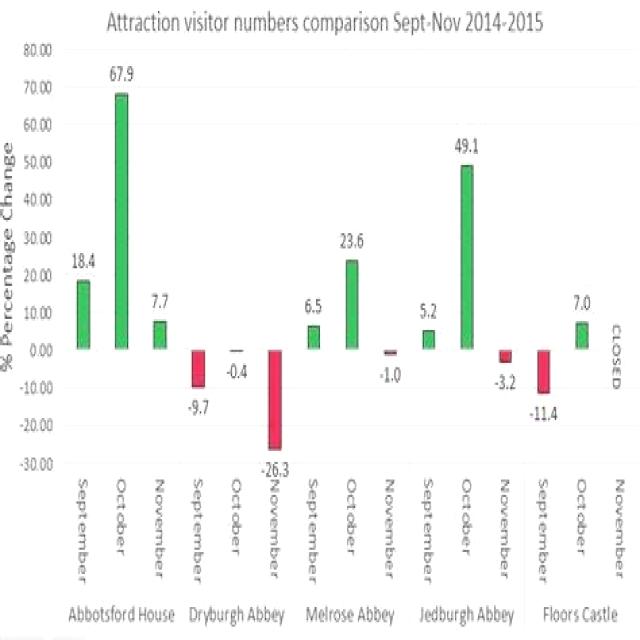 Attraction visitor numbers comparison Sept-Nov 2014-2015
% Percentage Change
80.00
70.00
60.00
50.00
40.00
30.00
20.00
10.00
0.00
-10.00
-20.00
-30.00
18.4
67.9
7.7
-9.7
-0.4
-26.3
6.5
23.6
-1.0
5.2
49.1
-3.2
-11.4
7.0
CLOSED
September
October
November
September
October
November
September
October
November
September
October
November
September
October
November
Abbotsford House
Dryburgh Abbey
Melrose Abbey
Jedburgh Abbey
Floors Castle